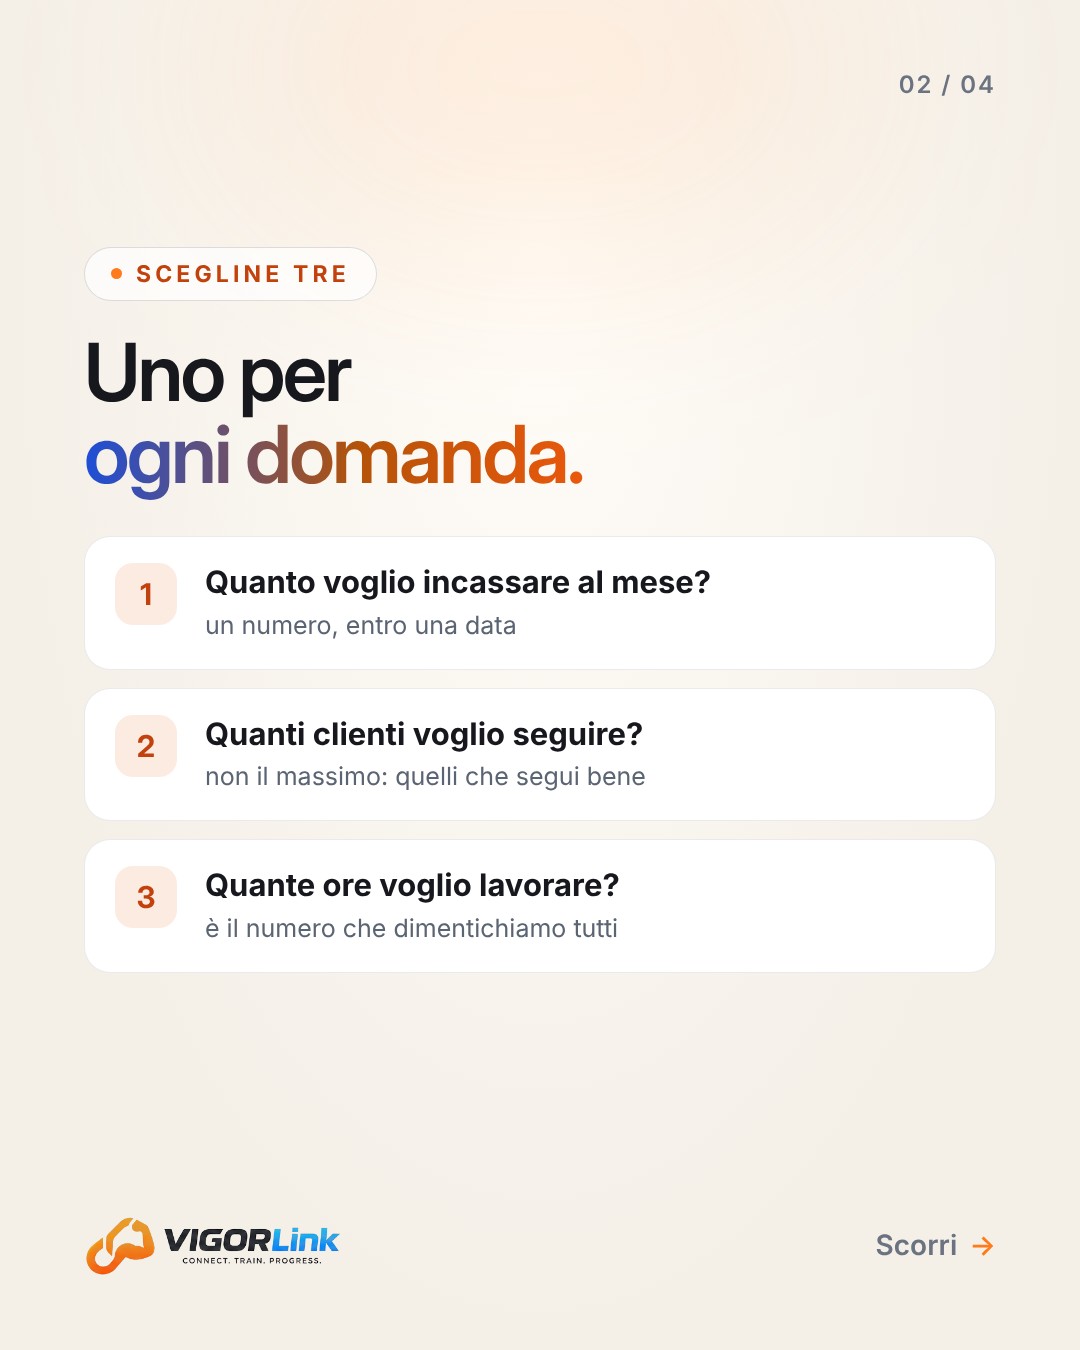 02 / 04
SCEGLINE TRE
Uno per
ogni domanda.
1
Quanto voglio incassare al mese?
un numero, entro una data
2
Quanti clienti voglio seguire?
non il massimo: quelli che segui bene
3
Quante ore voglio lavorare?
è il numero che dimentichiamo tutti
VIGORLink
CONNECT. TRAIN. PROGRESS.
Scorri →